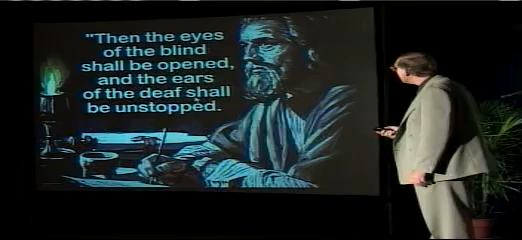 "Then the eyes
of the blind
shall be opened,
and the ears
of the deaf shall
be unstopped.